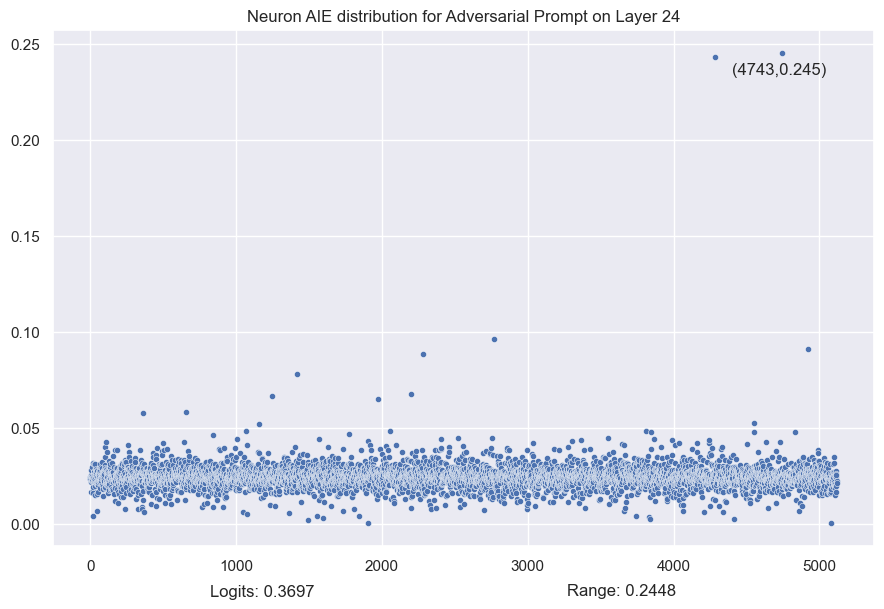 Neuron AIE distribution for Adversarial Prompt on Layer 24
0.25
(4743,0.245)
0.20
0.15
0.10
0.05
0.00
0 1000 2000 3000 4000 5000
Logits: 0.3697 Range: 0.2448